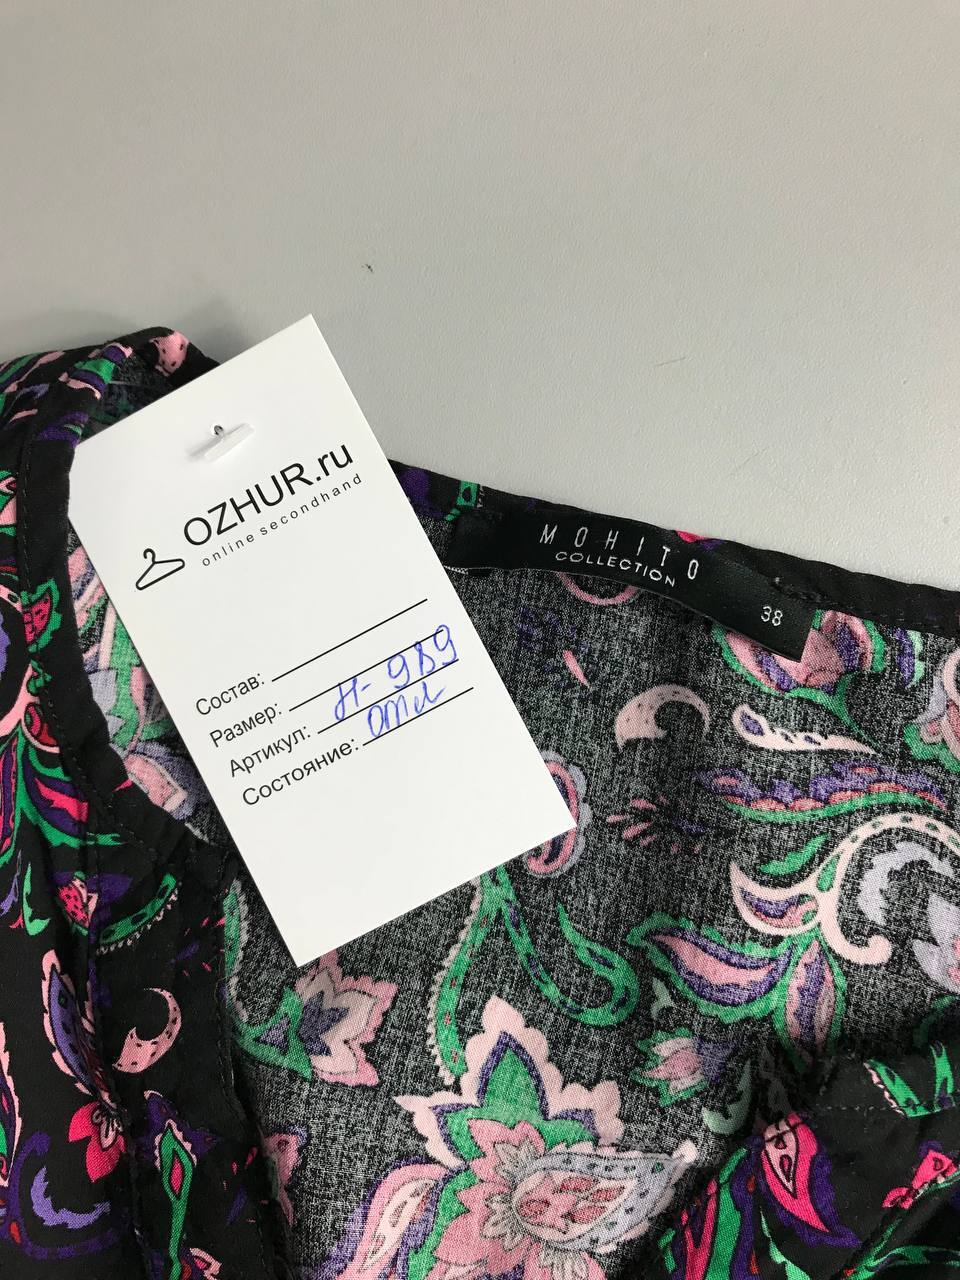 OZHUR.ru
online secondhand
Состав:
Размер:
Артикул: Н-989
Состояние: отл
MOHITO
COLLECTION
38